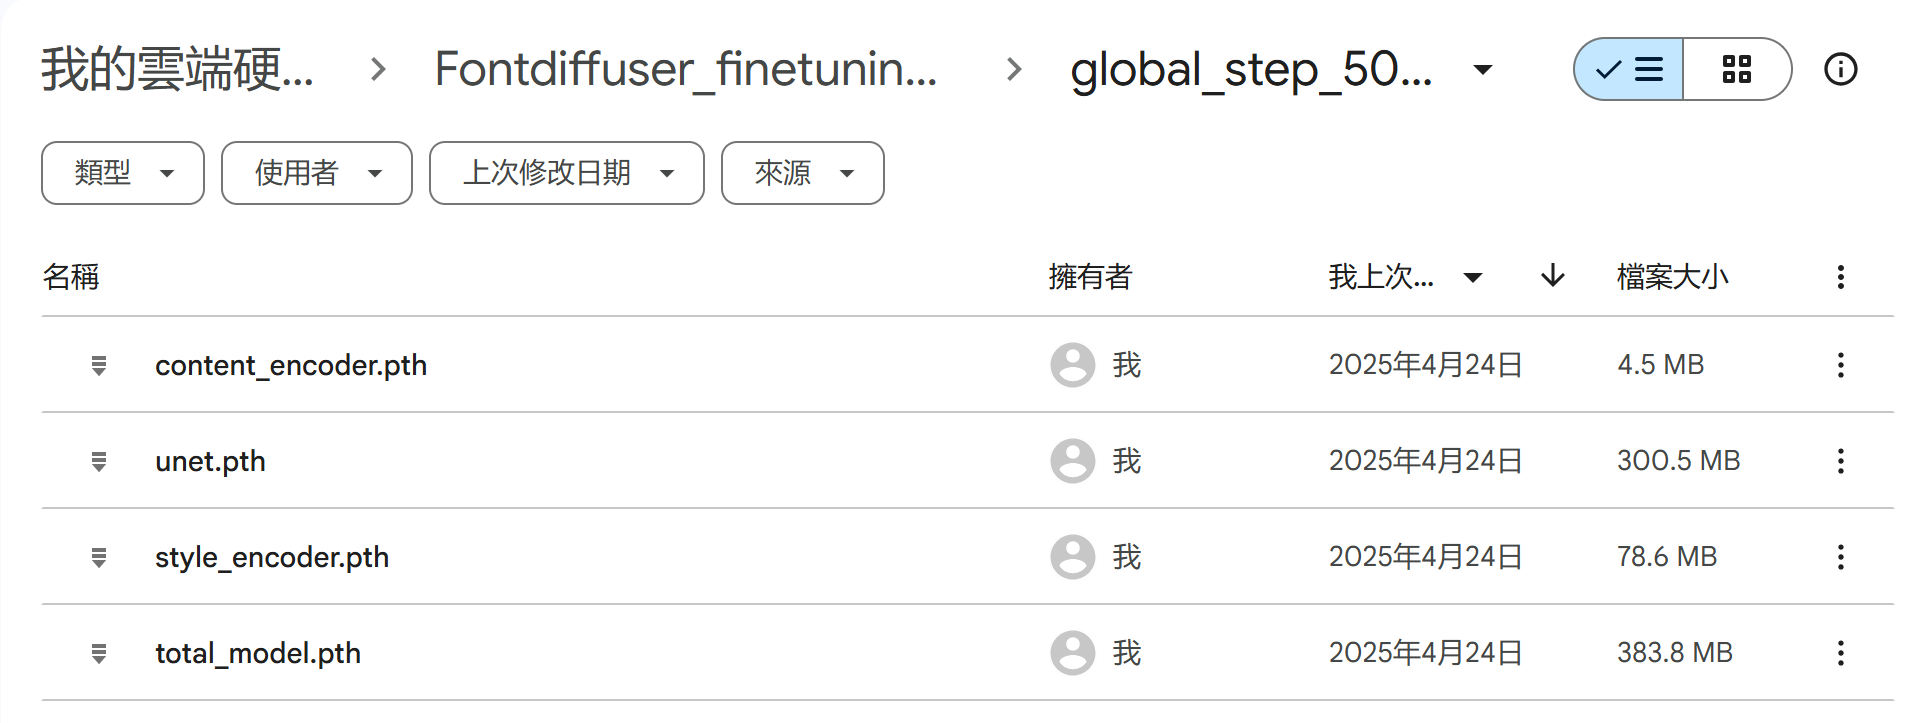 我的雲端硬... > Fontdiffuser_finetunin... > global_step_50...
類型 使用者 上次修改日期 來源
名稱 擁有者 我上次... 檔案大小
content_encoder.pth 我 2025年4月24日 4.5 MB
unet.pth 我 2025年4月24日 300.5 MB
style_encoder.pth 我 2025年4月24日 78.6 MB
total_model.pth 我 2025年4月24日 383.8 MB